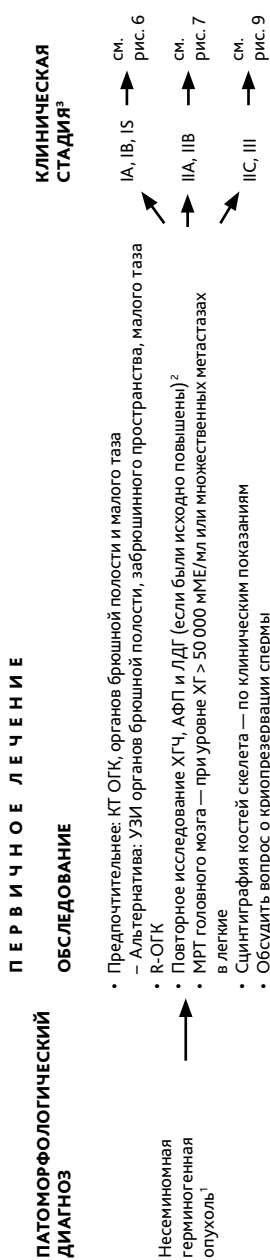 ПЕРВИЧНОЕ ЛЕЧЕНИЕ
ПАТОМОРФОЛОГИЧЕСКИЙ
ДИАГНОЗ
Несеминомная
герминогенная
опухоль¹
ОБСЛЕДОВАНИЕ
• Предпочтительнее: КТ ОГК, органов брюшной полости и малого таза
– Альтернатива: УЗИ органов брюшной полости, забрюшинного пространства, малого таза
• R-ОГК
• Повторное исследование ХГЧ, АФП и ЛДГ (если были исходно повышены)²
• МРТ головного мозга — при уровне ХГ > 50 000 мМЕ/мл или множественных метастазах
в легкие
• Сцинтиграфия костей скелета — по клиническим показаниям
• Обсудить вопрос о криопрезервации спермы
КЛИНИЧЕСКАЯ
СТАДИЯ³
IA, IB, IS
см.
рис. 6
IIA, IIB
см.
рис. 7
IIC, III
см.
рис. 9